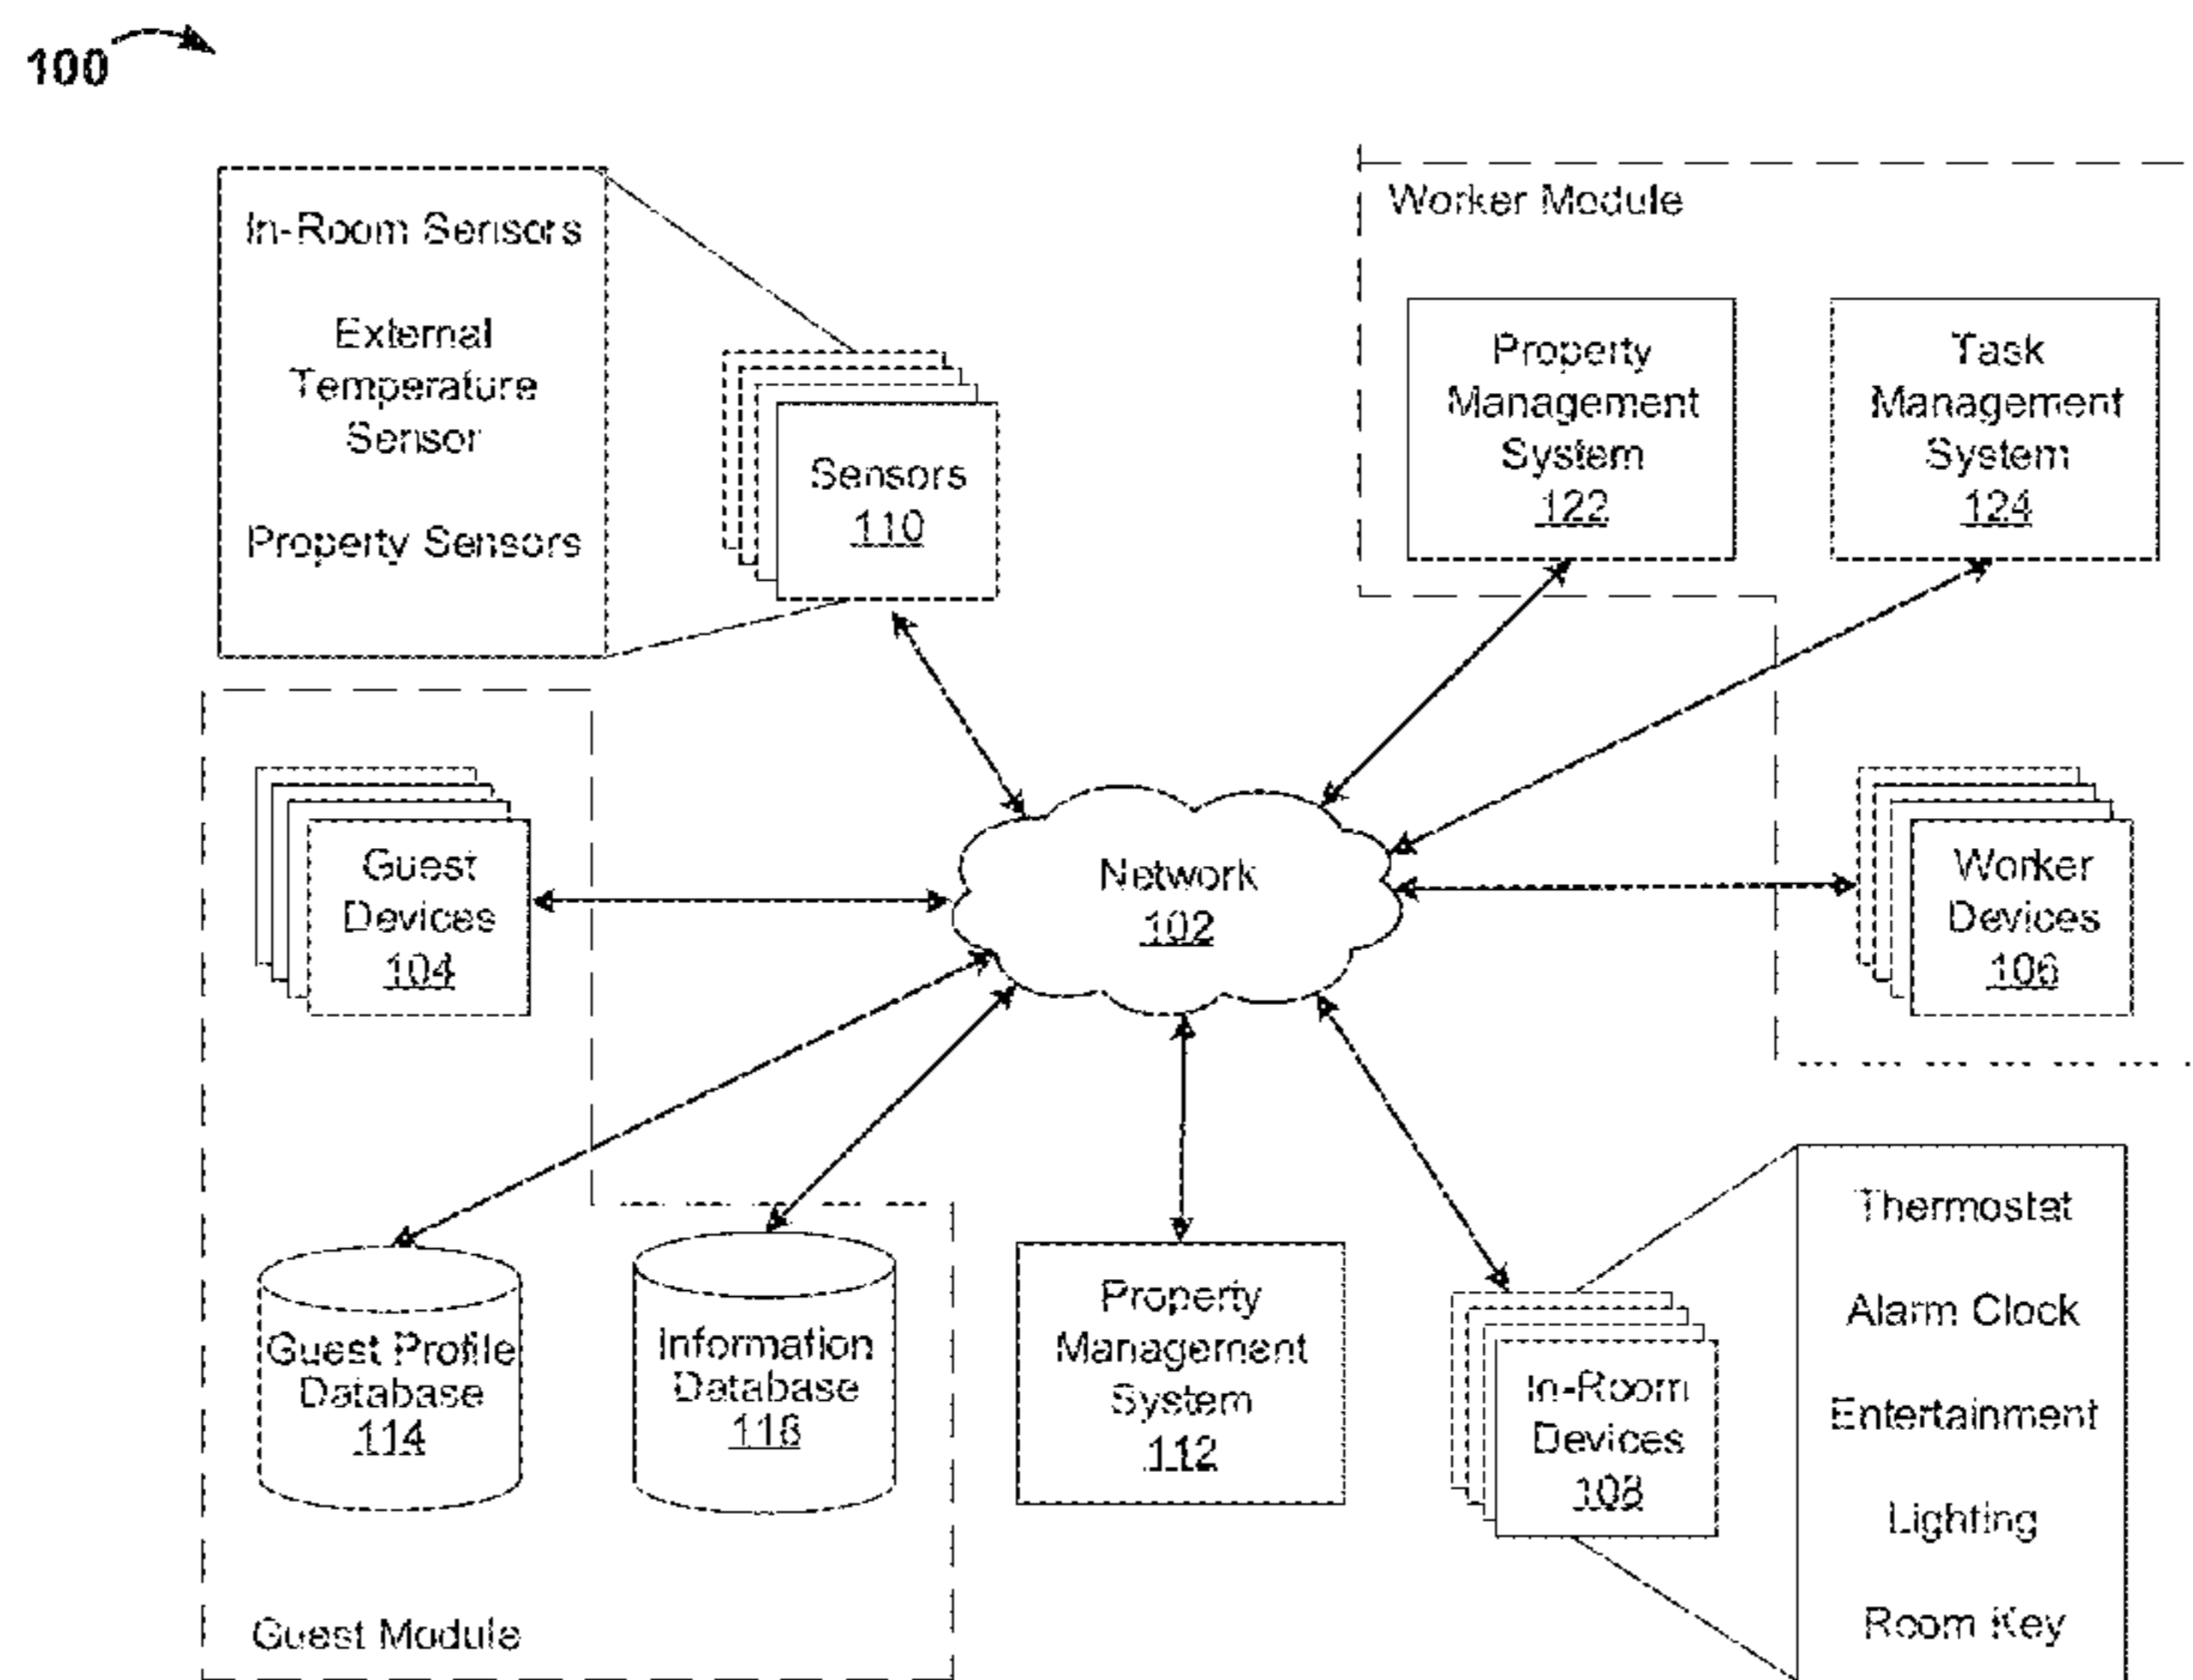 100
In-Room Sensors
External
Temperature
Sensor
Property Sensors
Sensors
110
Worker Module
Property
Management
System
122
Task
Management
System
124
Guest
Devices
104
Network
102
Worker
Devices
106
Guest Profile
Database
114
Information
Database
118
Property
Management
System
112
In-Room
Devices
108
Thermostat
Alarm Clock
Entertainment
Lighting
Room Key
Guest Module